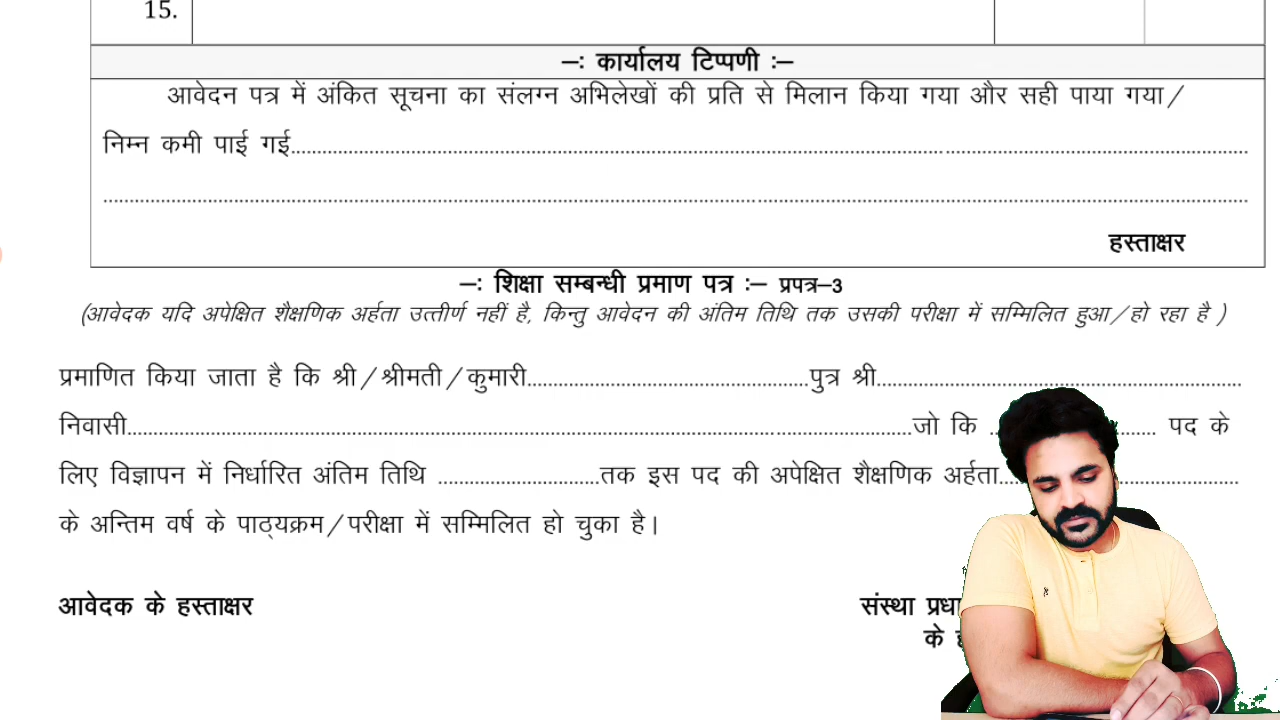 15.
–: कार्यालय टिप्पणी :–
आवेदन पत्र में अंकित सूचना का संलग्न अभिलेखों की प्रति से मिलान किया गया और सही पाया गया/
निम्न कमी पाई गई....................................................................................................
....................................................................................................
हस्ताक्षर
–: शिक्षा सम्बन्धी प्रमाण पत्र :– प्रपत्र–3
(आवेदक यदि अपेक्षित शैक्षणिक अर्हता उत्तीर्ण नहीं है, किन्तु आवेदन की अंतिम तिथि तक उसकी परीक्षा में सम्मिलित हुआ/हो रहा है )
प्रमाणित किया जाता है कि श्री/श्रीमती/कुमारी..................................................पुत्र श्री..................................................
निवासी....................................................................................................जो कि .............................. पद के
लिए विज्ञापन में निर्धारित अंतिम तिथि ..............................तक इस पद की अपेक्षित शैक्षणिक अर्हता..............................
के अन्तिम वर्ष के पाठ्यक्रम/परीक्षा में सम्मिलित हो चुका है।
आवेदक के हस्ताक्षर
संस्था
के